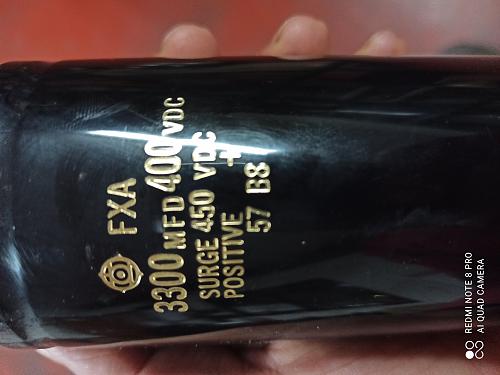 FXA
3300 MFD 400 VDC
SURGE 450 VDC
POSITIVE +
57 B8
REDMI NOTE 8 PRO
AI QUAD CAMERA